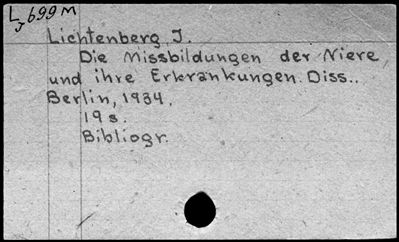 L 699 M
Lichtenberg J.
Die Missbildungen der Niere
und ihre Erkrankungen. Diss..
Berlin, 1934.
19 s.
Bibliogr.